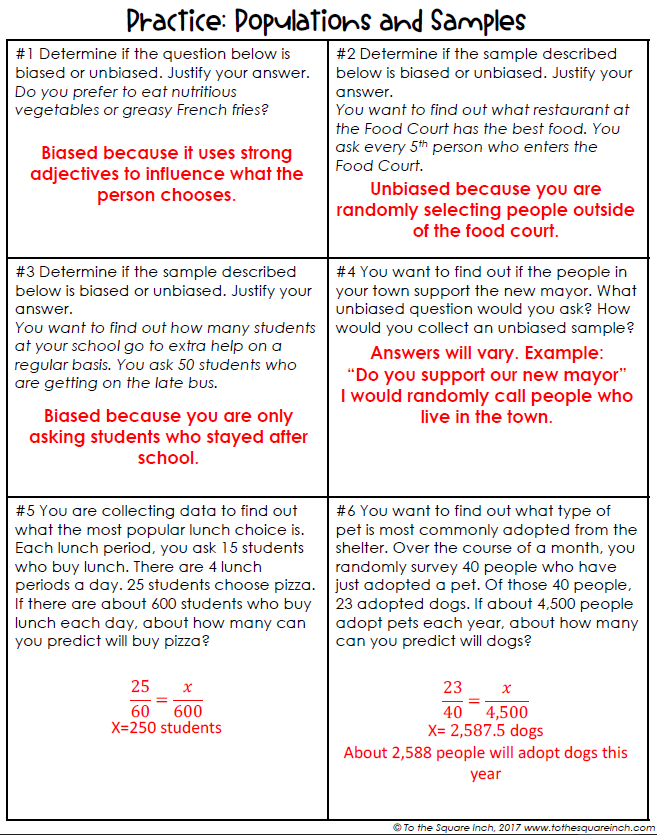 Practice: Populations and Samples
#1 Determine if the question below is
biased or unbiased. Justify your answer.
Do you prefer to eat nutritious
vegetables or greasy French fries?
Biased because it uses strong
adjectives to influence what the
person chooses.
#2 Determine if the sample described
below is biased or unbiased. Justify your
answer.
You want to find out what restaurant at
the Food Court has the best food. You
ask every 5th person who enters the
Food Court.
Unbiased because you are
randomly selecting people outside
of the food court.
#3 Determine if the sample described
below is biased or unbiased. Justify your
answer.
You want to find out how many students
at your school go to extra help on a
regular basis. You ask 50 students who
are getting on the late bus.
Biased because you are only
asking students who stayed after
school.
#4 You want to find out if the people in
your town support the new mayor. What
unbiased question would you ask? How
would you collect an unbiased sample?
Answers will vary. Example:
“Do you support our new mayor”
I would randomly call people who
live in the town.
#5 You are collecting data to find out
what the most popular lunch choice is.
Each lunch period, you ask 15 students
who buy lunch. There are 4 lunch
periods a day. 25 students choose pizza.
If there are about 600 students who buy
lunch each day, about how many can
you predict will buy pizza?
25/60 = x/600
X=250 students
#6 You want to find out what type of
pet is most commonly adopted from the
shelter. Over the course of a month, you
randomly survey 40 people who have
just adopted a pet. Of those 40 people,
23 adopted dogs. If about 4,500 people
adopt pets each year, about how many
can you predict will dogs?
23/40 = x/4,500
X= 2,587.5 dogs
About 2,588 people will adopt dogs this
year
© To the Square Inch, 2017 www.tothesquareinch.com